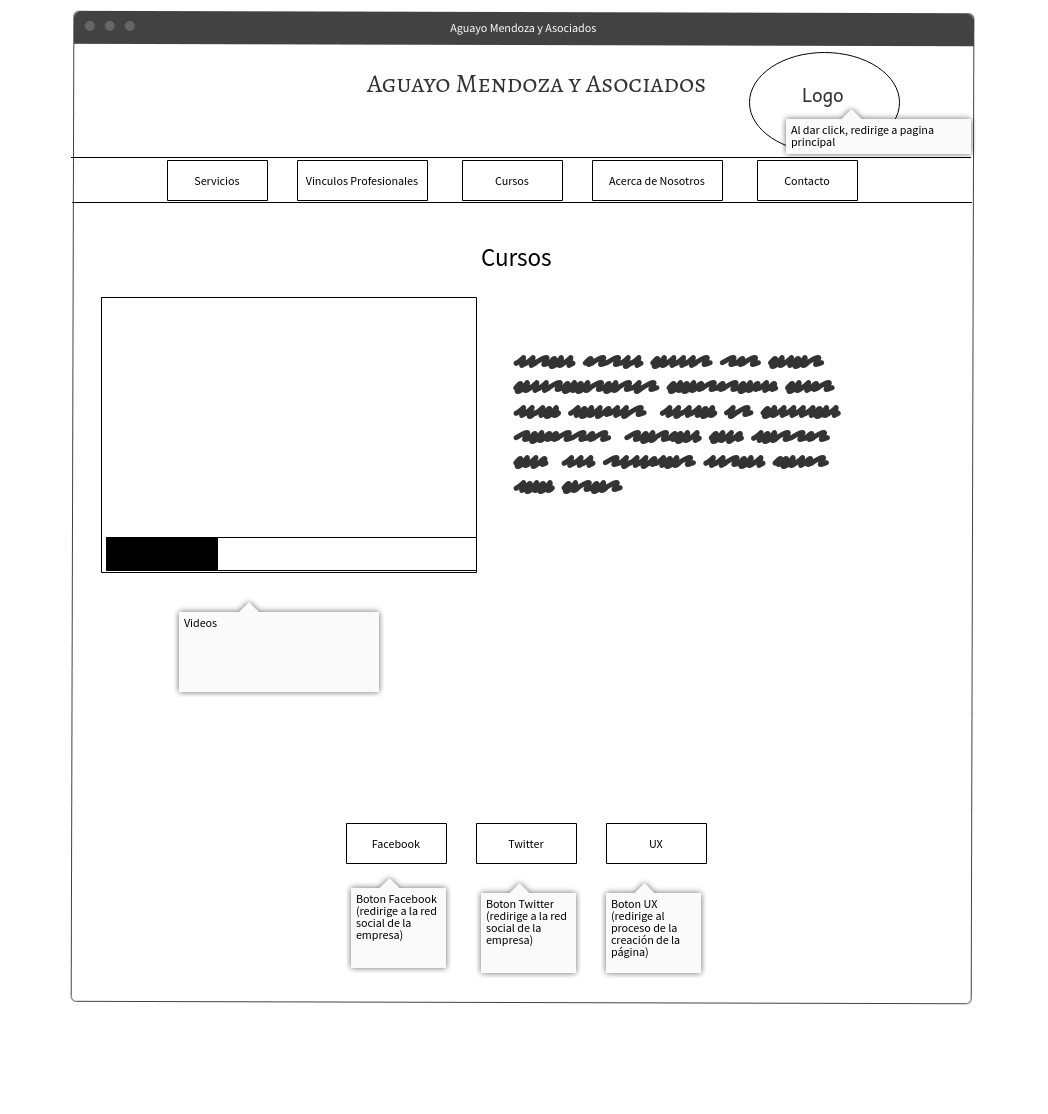 Aguayo Mendoza y Asociados
Aguayo Mendoza y Asociados
Logo
Al dar click, redirige a pagina
principal
Servicios
Vinculos Profesionales
Cursos
Acerca de Nosotros
Contacto
Cursos
Videos
Facebook
Twitter
UX
Boton Facebook
(redirige a la red
social de la
empresa)
Boton Twitter
(redirige a la red
social de la
empresa)
Boton UX
(redirige al
proceso de la
creación de la
página)